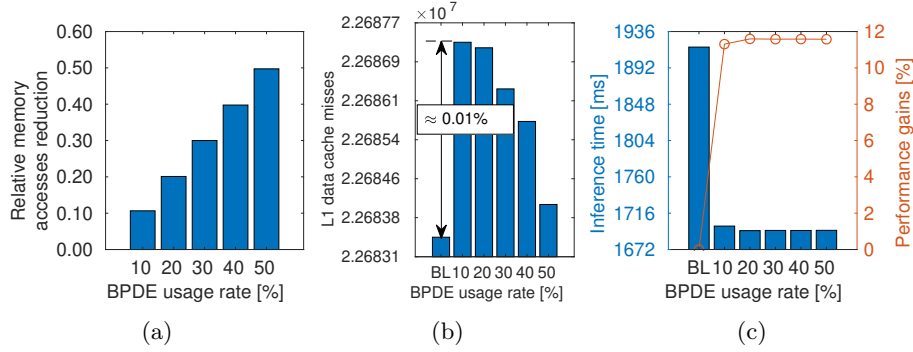 0.60
0.50
0.40
0.30
0.20
0.10
0.00
Relative memory
accesses reduction
10 20 30 40 50
BPDE usage rate [%]
(a)
× 10^7
2.26877
2.26869
2.26861
2.26854
2.26846
2.26838
2.26831
L1 data cache misses
≈ 0.01%
BL 10 20 30 40 50
BPDE usage rate [%]
(b)
1936
1892
1848
1804
1760
1716
1672
Inference time [ms]
12
10
8
6
4
2
0
Performance gains [%]
BL 10 20 30 40 50
BPDE usage rate [%]
(c)